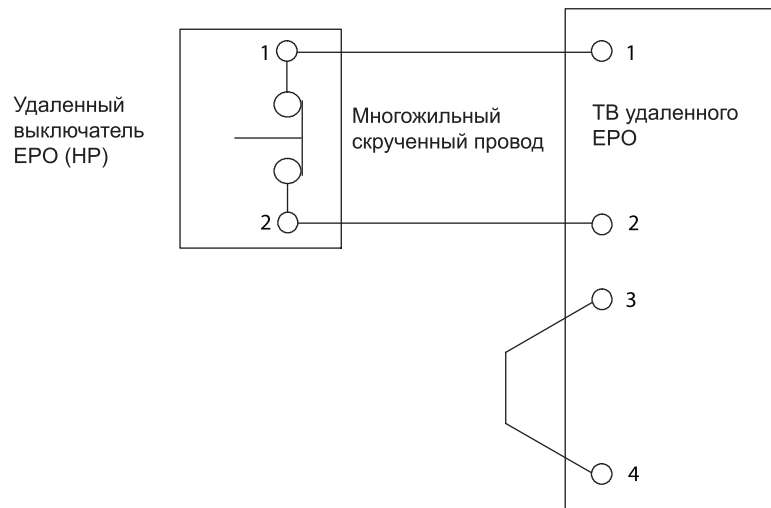 1
1
Удаленный
выключатель
EPO (НР)
Многожильный
скрученный провод
ТВ удаленного
EPO
2
2
3
4